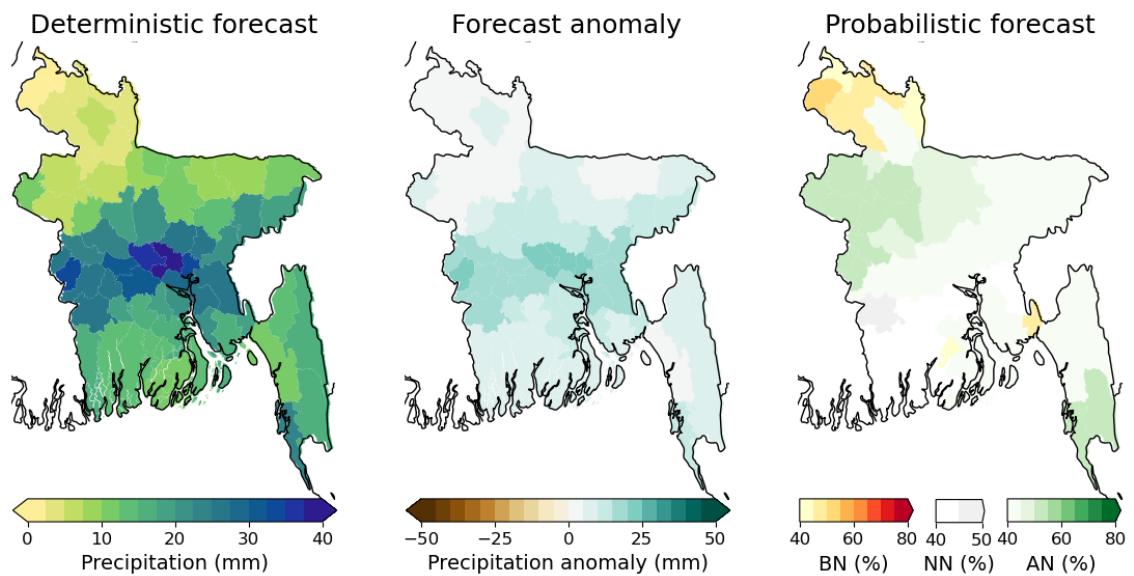 Deterministic forecast
Forecast anomaly
Probabilistic forecast
0 10 20 30 40
Precipitation (mm)
−50 −25 0 25 50
Precipitation anomaly (mm)
40 60 80
BN (%)
40 50
NN (%)
40 60 80
AN (%)